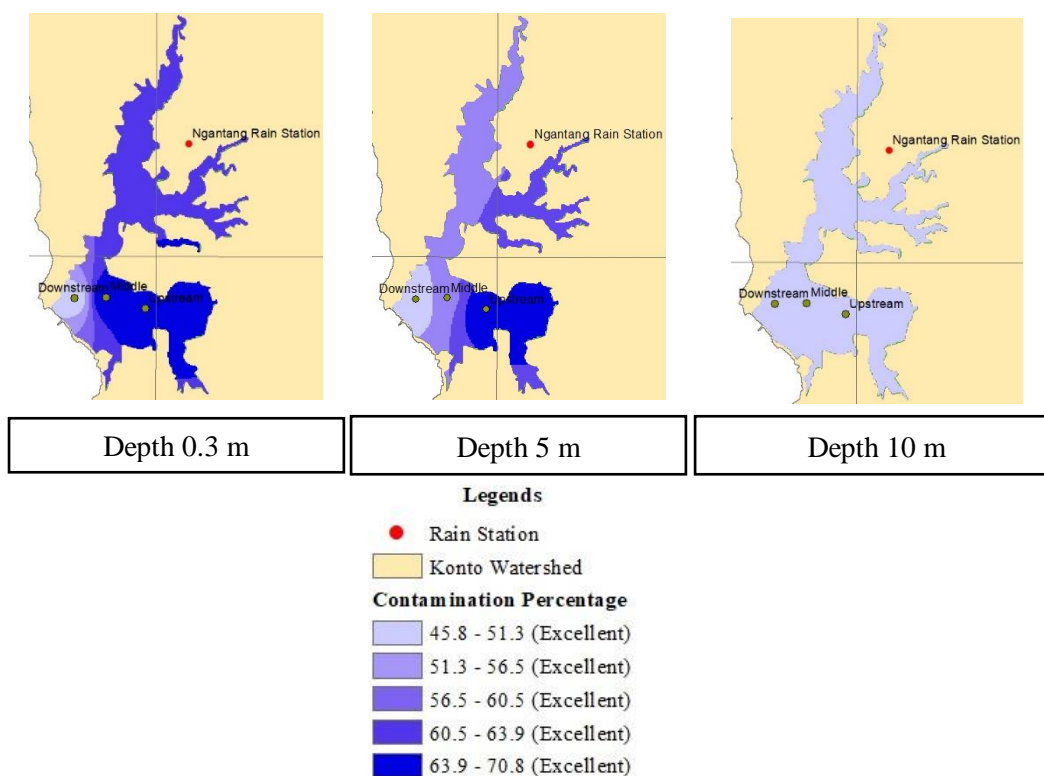 Ngantang Rain Station
Downstream Middle
Upstream
Ngantang Rain Station
Downstream Middle
Upstream
Ngantang Rain Station
Downstream Middle
Upstream
Depth 0.3 m
Depth 5 m
Depth 10 m
Legends
Rain Station
Konto Watershed
Contamination Percentage
45.8 - 51.3 (Excellent)
51.3 - 56.5 (Excellent)
56.5 - 60.5 (Excellent)
60.5 - 63.9 (Excellent)
63.9 - 70.8 (Excellent)